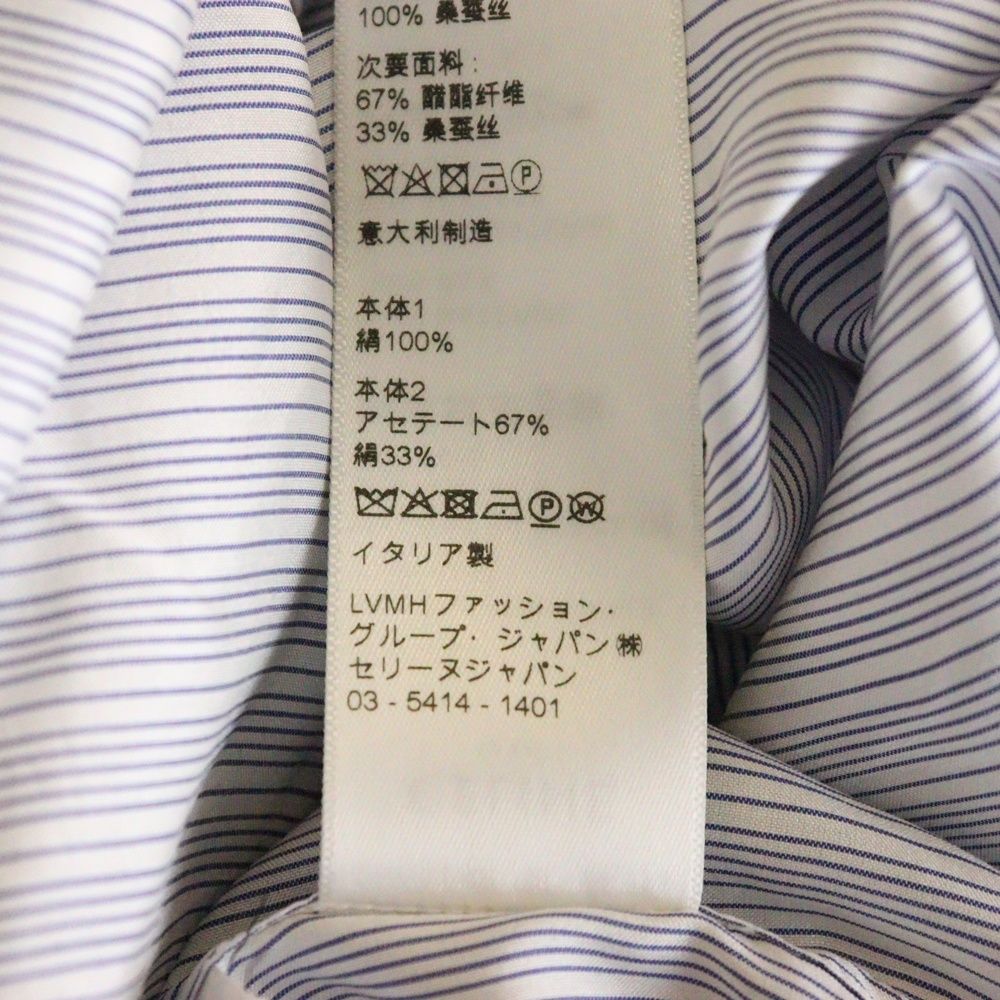 100% 桑蚕丝
次要面料:
67% 醋酯纤维
33% 桑蚕丝
P
意大利制造
本体1
絹100%
本体2
アセテート67%
絹33%
P W
イタリア製
LVMHファッション·
グループ· ジャパン㈱
セリーヌジャパン
03 - 5414 - 1401